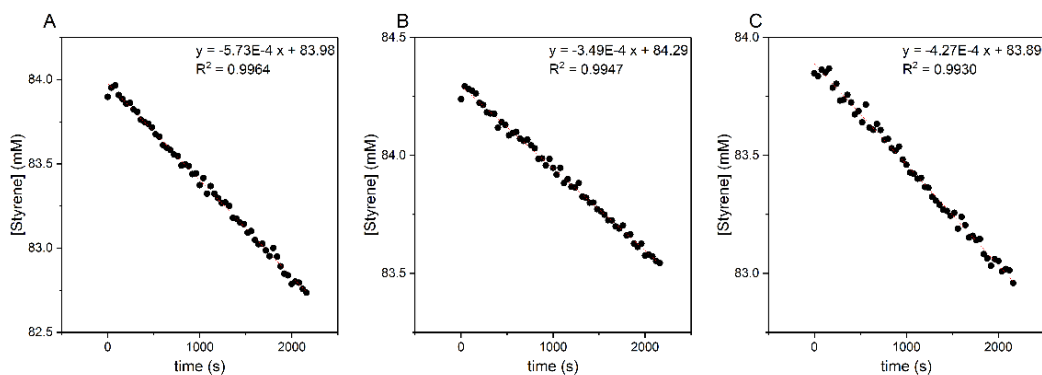 A
y = -5.73E-4 x + 83.98
R² = 0.9964
84.0
83.5
83.0
82.5
[Styrene] (mM)
0
1000
2000
time (s)
B
y = -3.49E-4 x + 84.29
R² = 0.9947
84.5
84.0
83.5
[Styrene] (mM)
0
1000
2000
time (s)
C
y = -4.27E-4 x + 83.89
R² = 0.9930
84.0
83.5
83.0
[Styrene] (mM)
0
1000
2000
time (s)